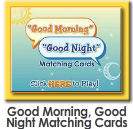 "Good Morning"
"Good Night"
Matching Cards
Click HERE to Play!
Good Morning, Good
Night Matching Cards